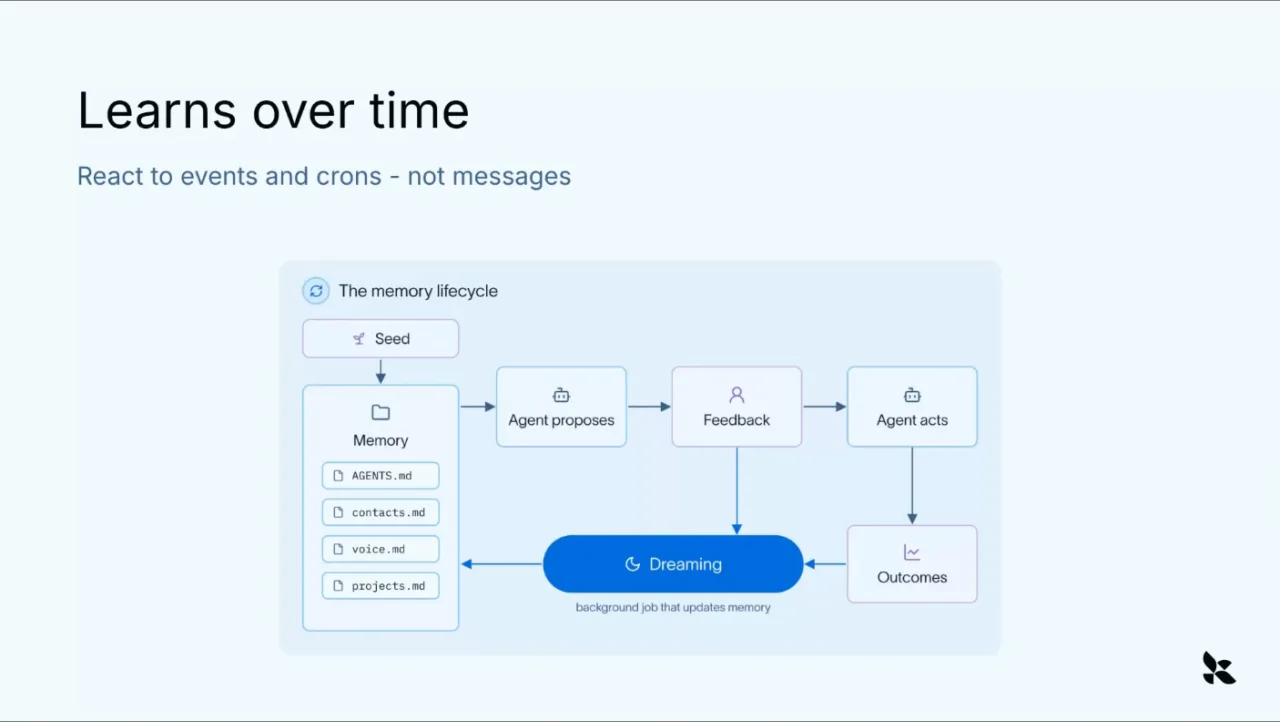 Learns over time
React to events and crons - not messages
The memory lifecycle
Seed
Memory
AGENTS.md
contacts.md
voice.md
projects.md
Agent proposes
Feedback
Agent acts
Dreaming
background job that updates memory
Outcomes